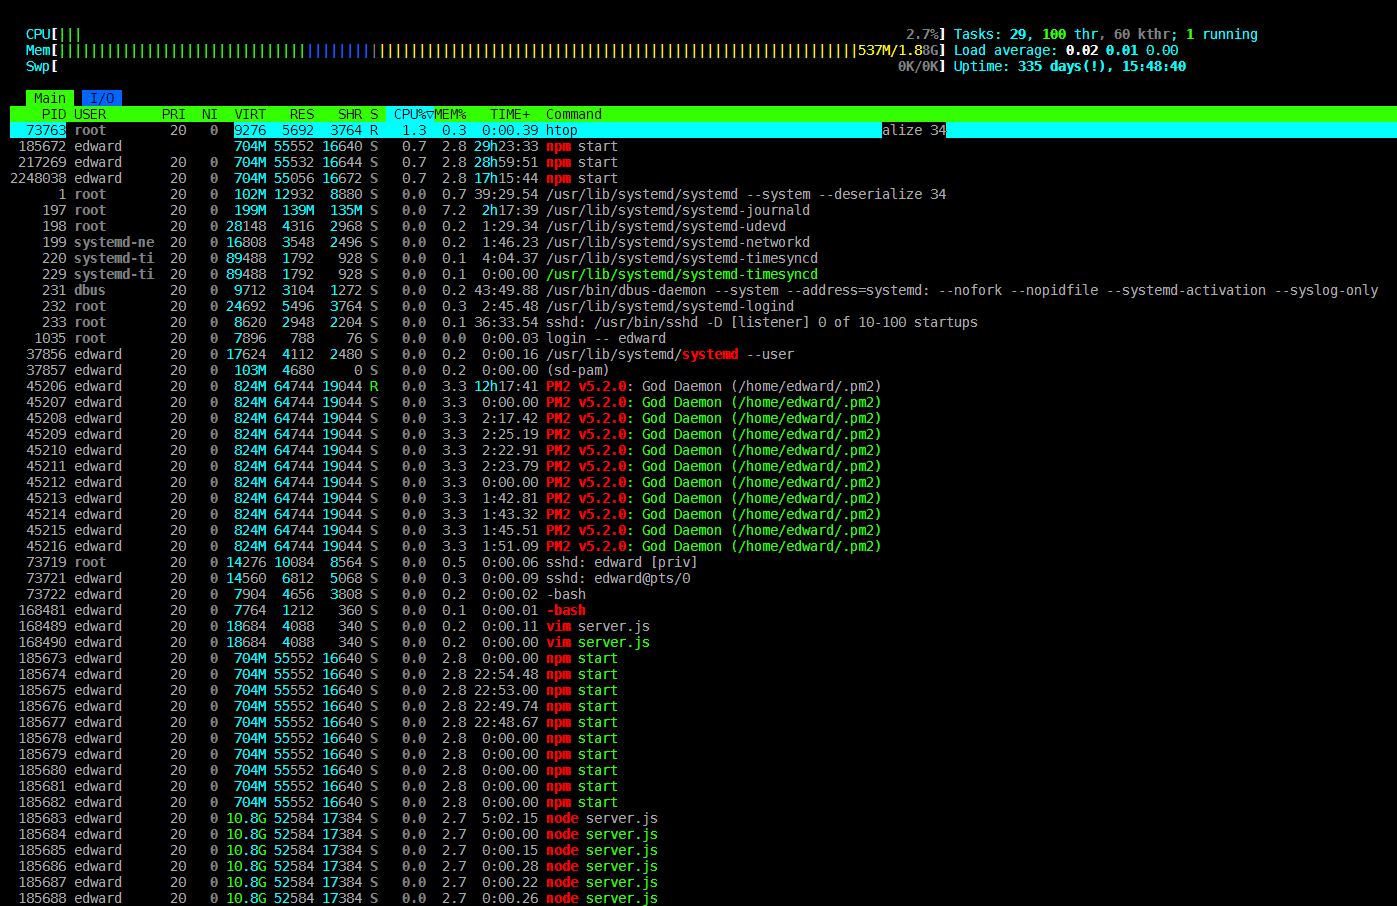 CPU[||| 2.7%] Tasks: 29, 100 thr, 60 kthr; 1 running
Mem[|||||||||||||||||||||||||||||||||||||||||||||||||||||||||||||||||||||||||||||||||||||||||||||||||||537M/1.88G] Load average: 0.02 0.01 0.00
Swp[ 0K/0K] Uptime: 335 days(!), 15:48:40
Main I/O
PID USER PRI NI VIRT RES SHR S CPU%▽MEM% TIME+ Command
73763 root 20 0 9276 5692 3764 R 1.3 0.3 0:00.39 htop alize 34
185672 edward 704M 55552 16640 S 0.7 2.8 29h23:33 npm start
217269 edward 20 0 704M 55532 16644 S 0.7 2.8 28h59:51 npm start
2248038 edward 20 0 704M 55056 16672 S 0.7 2.8 17h15:44 npm start
1 root 20 0 102M 12932 8880 S 0.0 0.7 39:29.54 /usr/lib/systemd/systemd --system --deserialize 34
197 root 20 0 199M 139M 135M S 0.0 7.2 2h17:39 /usr/lib/systemd/systemd-journald
198 root 20 0 28148 4316 2968 S 0.0 0.2 1:29.34 /usr/lib/systemd/systemd-udevd
199 systemd-ne 20 0 16808 3548 2496 S 0.0 0.2 1:46.23 /usr/lib/systemd/systemd-networkd
220 systemd-ti 20 0 89488 1792 928 S 0.0 0.1 4:04.37 /usr/lib/systemd/systemd-timesyncd
229 systemd-ti 20 0 89488 1792 928 S 0.0 0.1 0:00.00 /usr/lib/systemd/systemd-timesyncd
231 dbus 20 0 9712 3104 1272 S 0.0 0.2 43:49.88 /usr/bin/dbus-daemon --system --address=systemd: --nofork --nopidfile --systemd-activation --syslog-only
232 root 20 0 24692 5496 3764 S 0.0 0.3 2:45.48 /usr/lib/systemd/systemd-logind
233 root 20 0 8620 2948 2204 S 0.0 0.1 36:33.54 sshd: /usr/bin/sshd -D [listener] 0 of 10-100 startups
1035 root 20 0 7896 788 76 S 0.0 0.0 0:00.03 login -- edward
37856 edward 20 0 17624 4112 2480 S 0.0 0.2 0:00.16 /usr/lib/systemd/systemd --user
37857 edward 20 0 103M 4680 0 S 0.0 0.2 0:00.00 (sd-pam)
45206 edward 20 0 824M 64744 19044 R 0.0 3.3 12h17:41 PM2 v5.2.0: God Daemon (/home/edward/.pm2)
45207 edward 20 0 824M 64744 19044 S 0.0 3.3 0:00.00 PM2 v5.2.0: God Daemon (/home/edward/.pm2)
45208 edward 20 0 824M 64744 19044 S 0.0 3.3 2:17.42 PM2 v5.2.0: God Daemon (/home/edward/.pm2)
45209 edward 20 0 824M 64744 19044 S 0.0 3.3 2:25.19 PM2 v5.2.0: God Daemon (/home/edward/.pm2)
45210 edward 20 0 824M 64744 19044 S 0.0 3.3 2:22.91 PM2 v5.2.0: God Daemon (/home/edward/.pm2)
45211 edward 20 0 824M 64744 19044 S 0.0 3.3 2:23.79 PM2 v5.2.0: God Daemon (/home/edward/.pm2)
45212 edward 20 0 824M 64744 19044 S 0.0 3.3 0:00.00 PM2 v5.2.0: God Daemon (/home/edward/.pm2)
45213 edward 20 0 824M 64744 19044 S 0.0 3.3 1:42.81 PM2 v5.2.0: God Daemon (/home/edward/.pm2)
45214 edward 20 0 824M 64744 19044 S 0.0 3.3 1:43.32 PM2 v5.2.0: God Daemon (/home/edward/.pm2)
45215 edward 20 0 824M 64744 19044 S 0.0 3.3 1:45.51 PM2 v5.2.0: God Daemon (/home/edward/.pm2)
45216 edward 20 0 824M 64744 19044 S 0.0 3.3 1:51.09 PM2 v5.2.0: God Daemon (/home/edward/.pm2)
73719 root 20 0 14276 10084 8564 S 0.0 0.5 0:00.06 sshd: edward [priv]
73721 edward 20 0 14560 6812 5068 S 0.0 0.3 0:00.09 sshd: edward@pts/0
73722 edward 20 0 7904 4656 3808 S 0.0 0.2 0:00.02 -bash
168481 edward 20 0 7764 1212 360 S 0.0 0.1 0:00.01 -bash
168489 edward 20 0 18684 4088 340 S 0.0 0.2 0:00.11 vim server.js
168490 edward 20 0 18684 4088 340 S 0.0 0.2 0:00.00 vim server.js
185673 edward 20 0 704M 55552 16640 S 0.0 2.8 0:00.00 npm start
185674 edward 20 0 704M 55552 16640 S 0.0 2.8 22:54.48 npm start
185675 edward 20 0 704M 55552 16640 S 0.0 2.8 22:53.00 npm start
185676 edward 20 0 704M 55552 16640 S 0.0 2.8 22:49.74 npm start
185677 edward 20 0 704M 55552 16640 S 0.0 2.8 22:48.67 npm start
185678 edward 20 0 704M 55552 16640 S 0.0 2.8 0:00.00 npm start
185679 edward 20 0 704M 55552 16640 S 0.0 2.8 0:00.00 npm start
185680 edward 20 0 704M 55552 16640 S 0.0 2.8 0:00.00 npm start
185681 edward 20 0 704M 55552 16640 S 0.0 2.8 0:00.00 npm start
185682 edward 20 0 704M 55552 16640 S 0.0 2.8 0:00.00 npm start
185683 edward 20 0 10.8G 52584 17384 S 0.0 2.7 5:02.15 node server.js
185684 edward 20 0 10.8G 52584 17384 S 0.0 2.7 0:00.00 node server.js
185685 edward 20 0 10.8G 52584 17384 S 0.0 2.7 0:00.28 node server.js
185686 edward 20 0 10.8G 52584 17384 S 0.0 2.7 0:00.28 node server.js
185687 edward 20 0 10.8G 52584 17384 S 0.0 2.7 0:00.22 node server.js
185688 edward 20 0 10.8G 52584 17384 S 0.0 2.7 0:00.26 node server.js